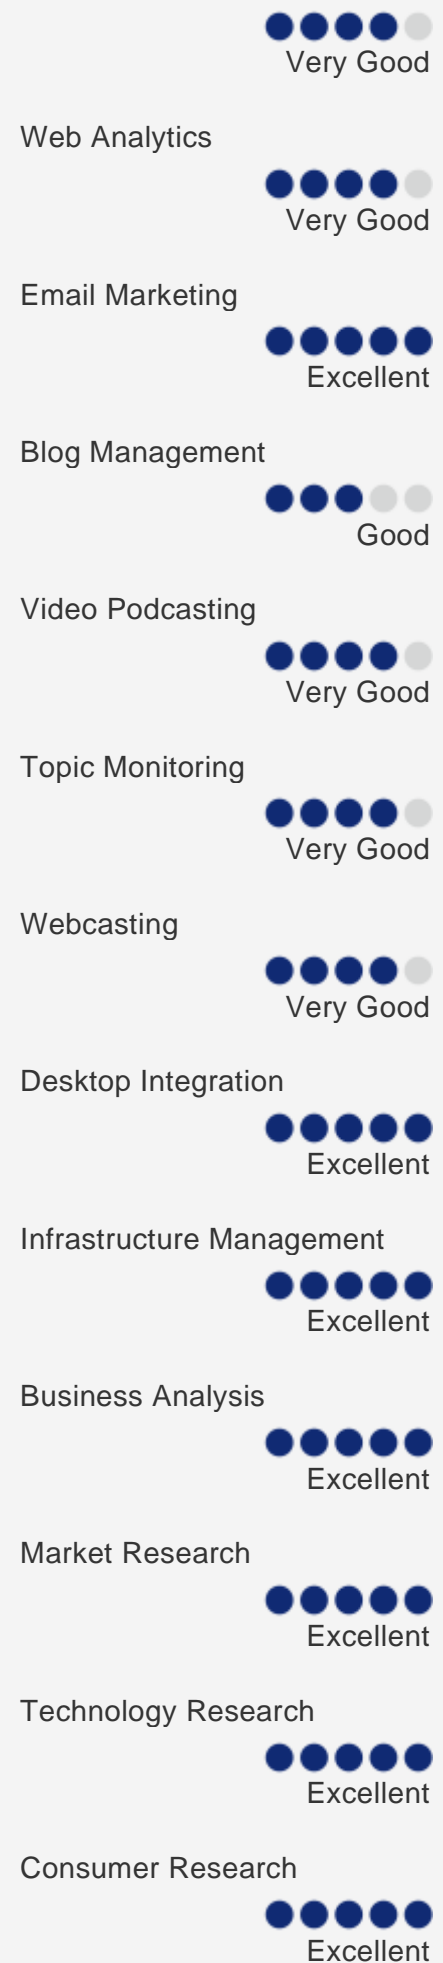 Very Good
Web Analytics
Very Good
Email Marketing
Excellent
Blog Management
Good
Video Podcasting
Very Good
Topic Monitoring
Very Good
Webcasting
Very Good
Desktop Integration
Excellent
Infrastructure Management
Excellent
Business Analysis
Excellent
Market Research
Excellent
Technology Research
Excellent
Consumer Research
Excellent